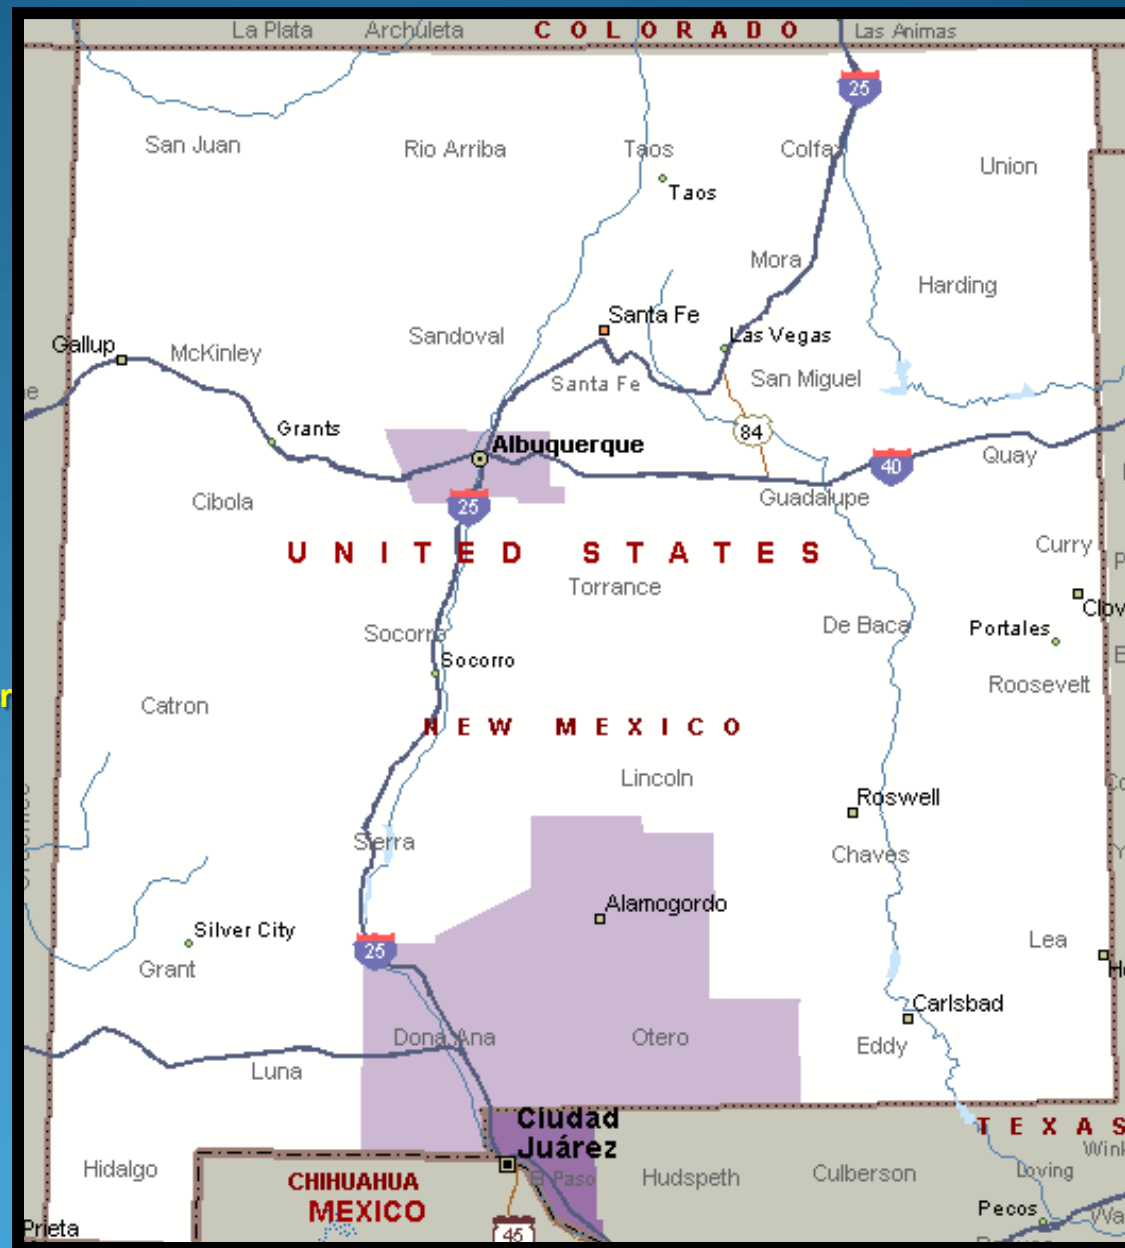 La Plata
Archuleta
COLORADO
Las Animas
25
San Juan
Rio Arriba
Taos
Colfax
Union
Taos
Mora
Harding
Santa Fe
Sandoval
Las Vegas
Gallup
McKinley
Santa Fe
San Miguel
Grants
84
Albuquerque
40
Quay
Cibola
25
Guadalupe
UNITED STATES
Curry
Torrance
Clov
Socorro
De Baca
Portales
Socorro
Roosevelt
Catron
NEW MEXICO
Lincoln
Roswell
Sierra
Chaves
Alamogordo
Silver City
25
Lea
Grant
Carlsbad
Dona Ana
Otero
Eddy
Luna
Ciudad
Juárez
TEXAS
Hidalgo
CHIHUAHUA
MEXICO
El Paso
Hudspeth
Culberson
Loving
Wink
Pecos
Wa
Prieta
45
r